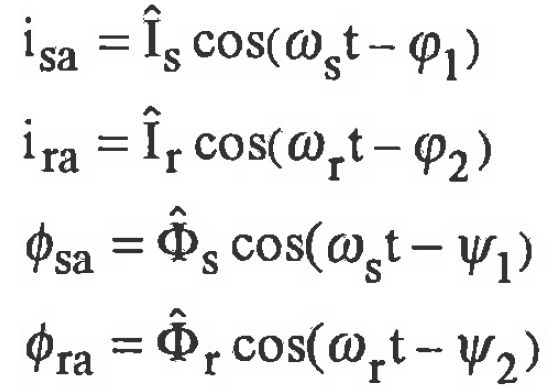 i_sa = Î_s cos(ω_s t − φ_1)
i_ra = Î_r cos(ω_r t − φ_2)
ϕ_sa = Φ̂_s cos(ω_s t − ψ_1)
ϕ_ra = Φ̂_r cos(ω_r t − ψ_2)